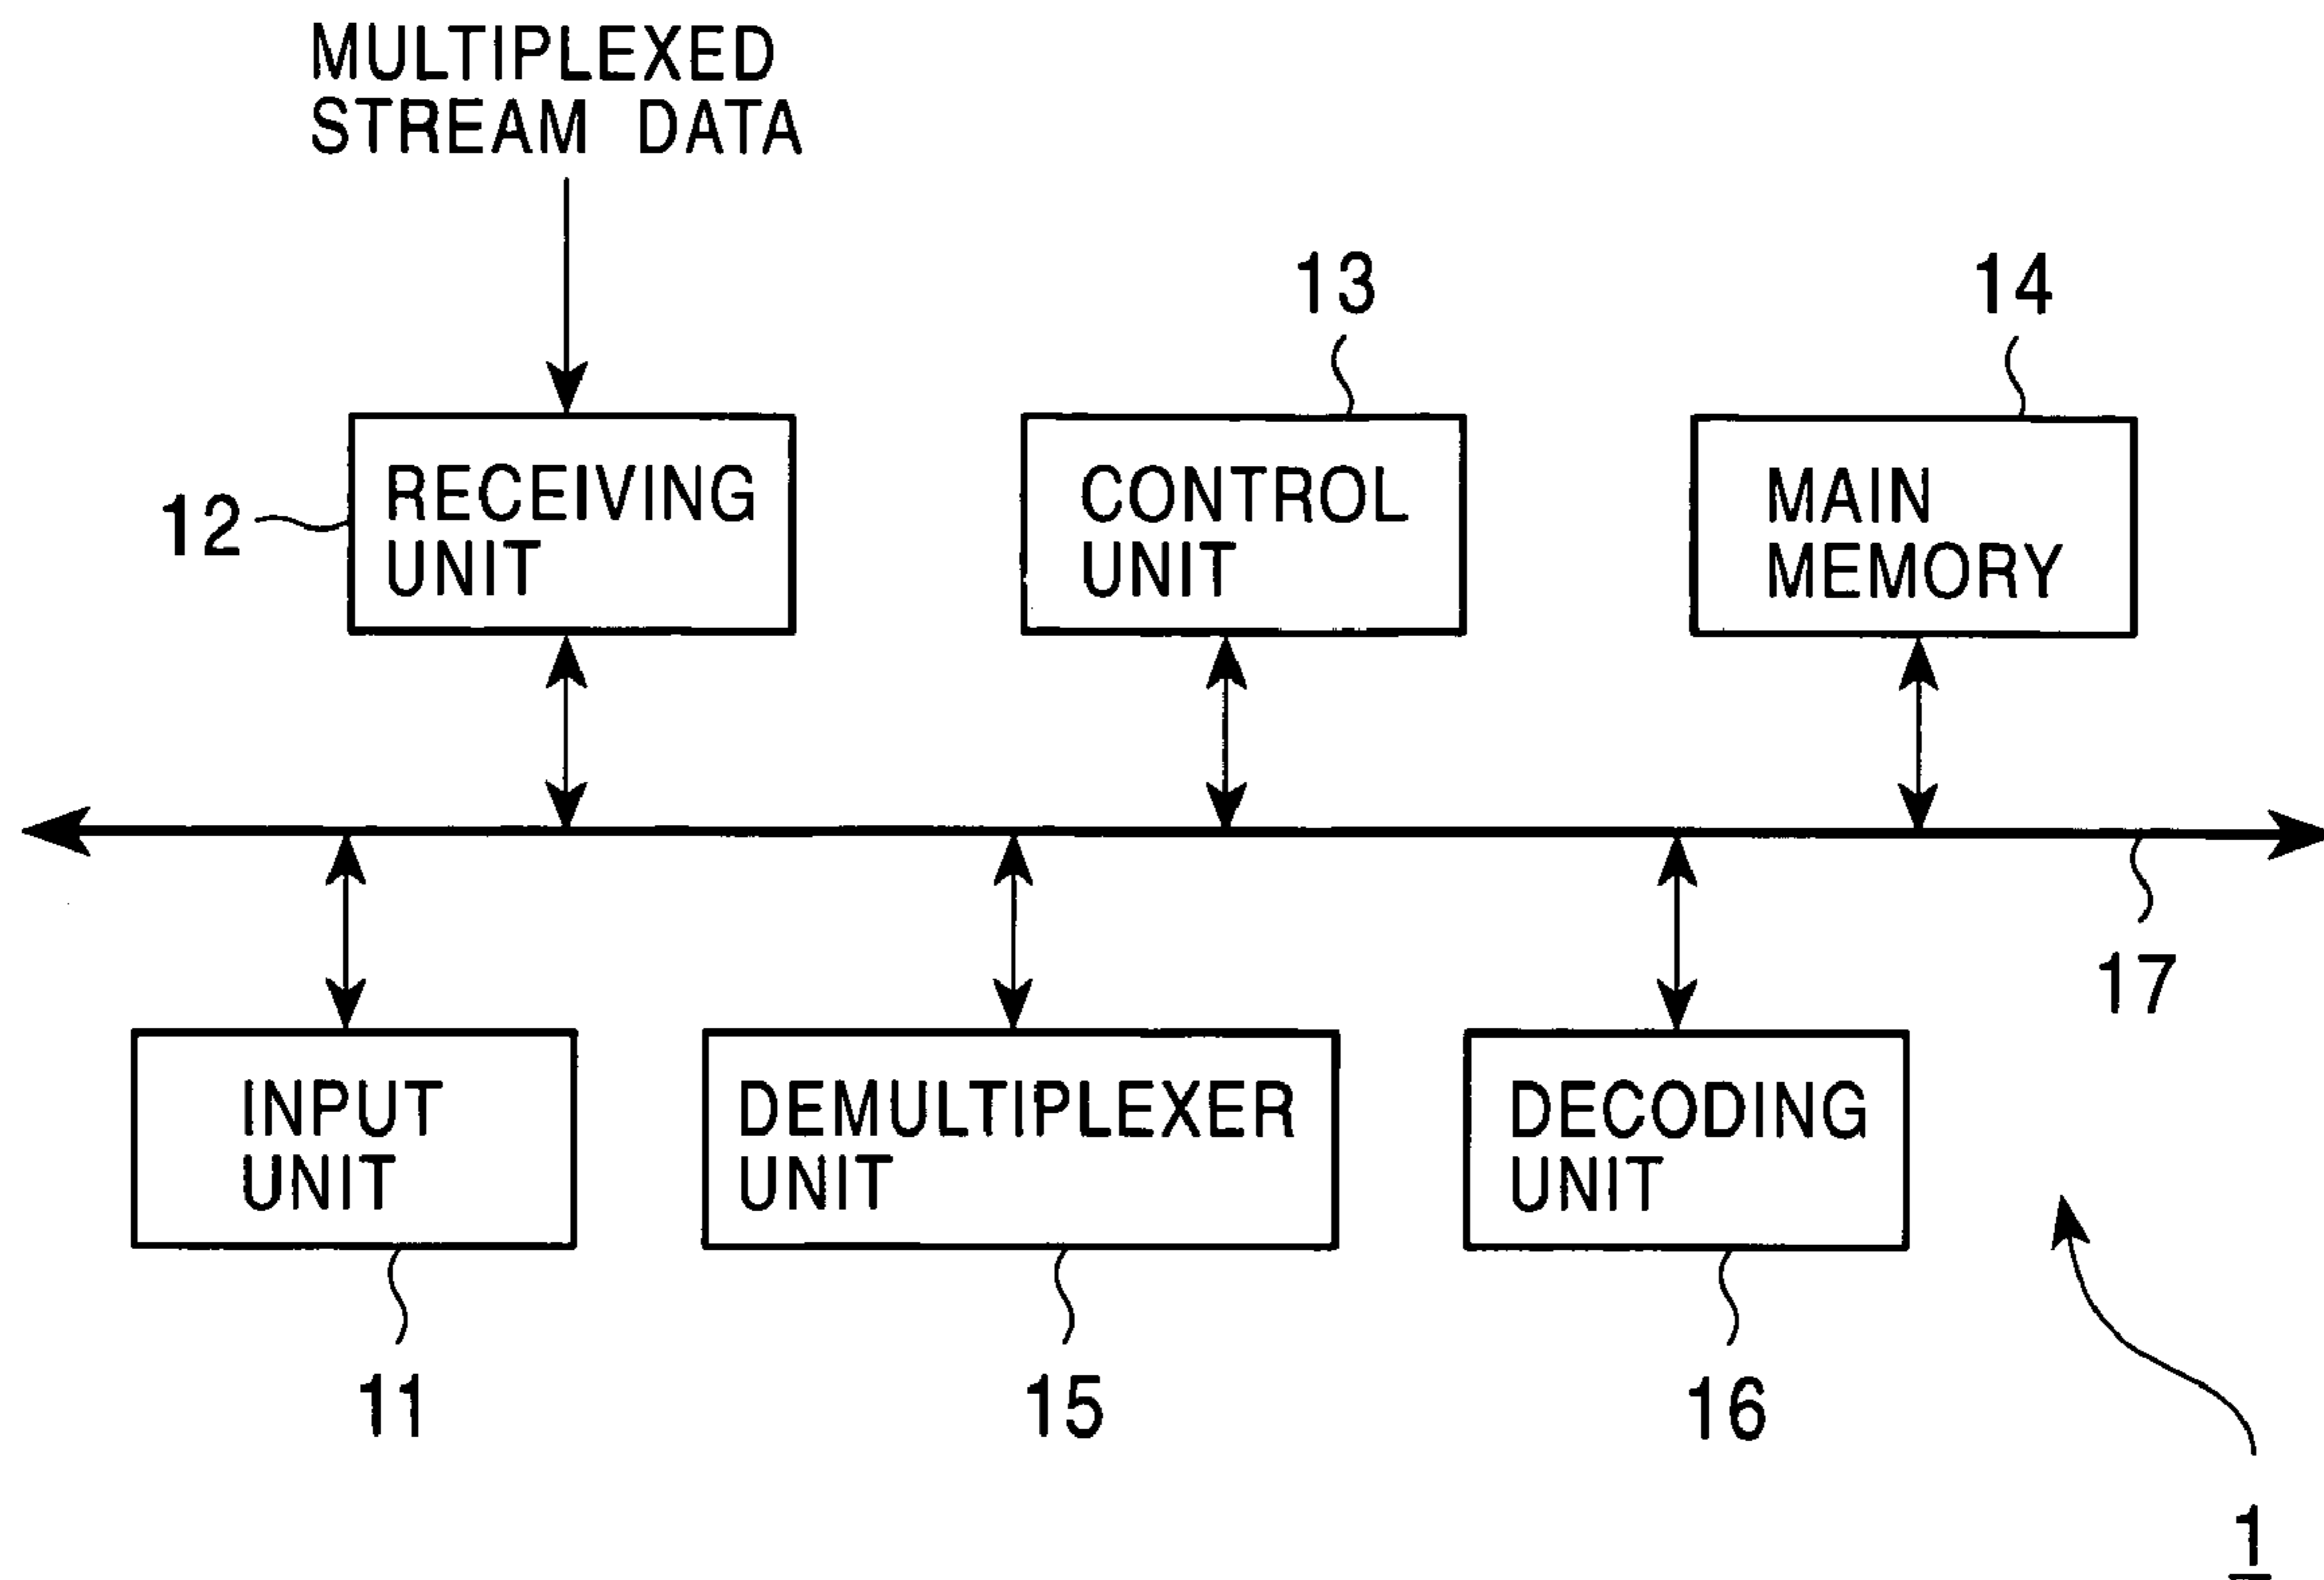 MULTIPLEXED
STREAM DATA
13
14
12
RECEIVING
UNIT
CONTROL
UNIT
MAIN
MEMORY
17
INPUT
UNIT
DEMULTIPLEXER
UNIT
DECODING
UNIT
11
15
16
1